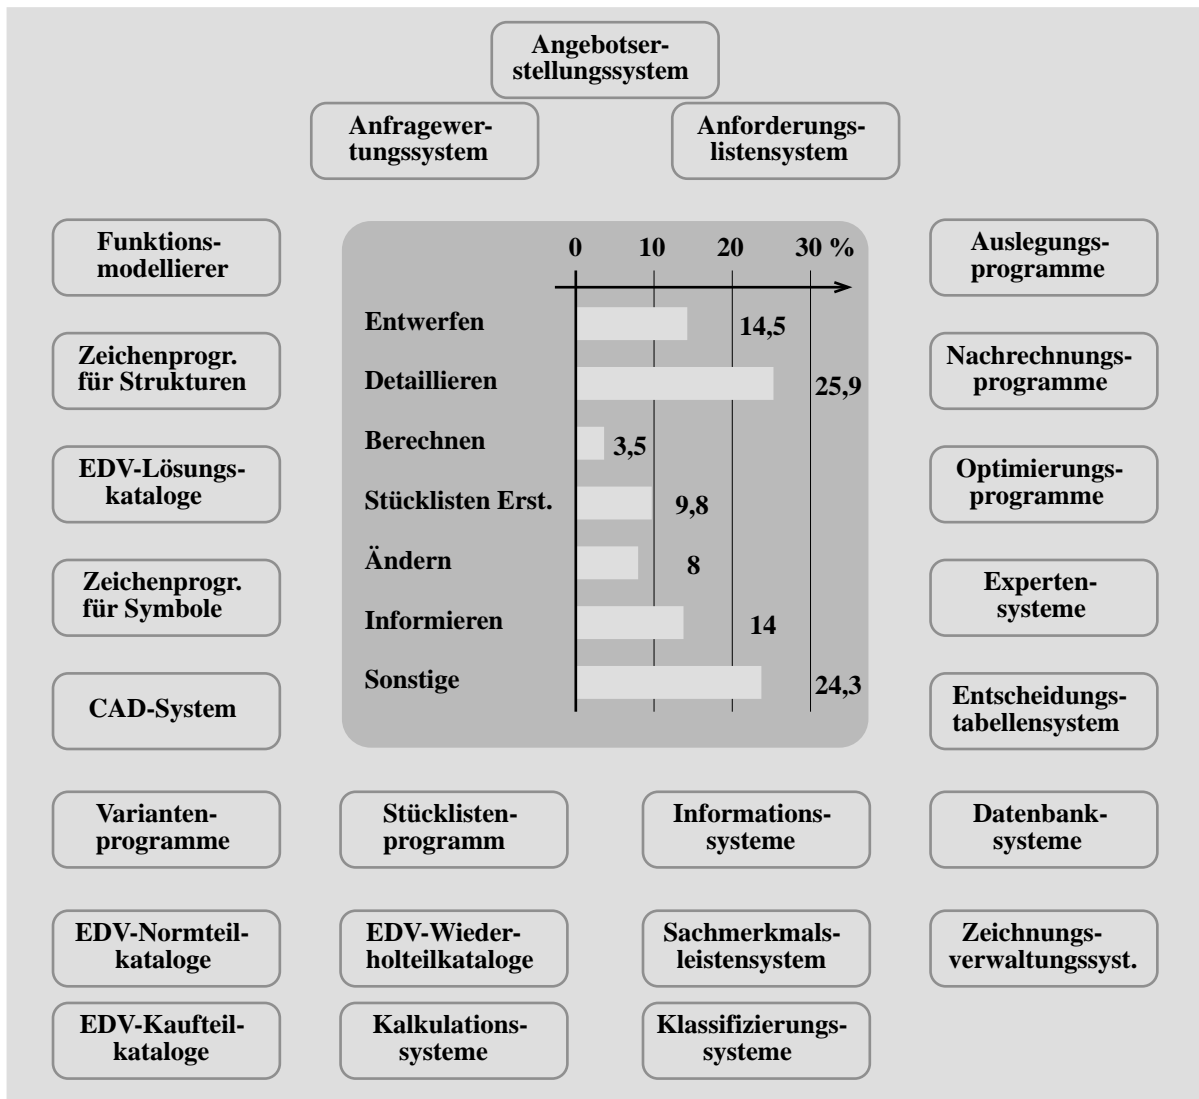 Angebotser-
stellungssystem
Anfragewer-
tungssystem
Anforderungs-
listensystem
Funktions-
modellierer
Zeichenprogr.
für Strukturen
EDV-Lösungs-
kataloge
Zeichenprogr.
für Symbole
CAD-System
0 10 20 30 %
Entwerfen 14,5
Detaillieren 25,9
Berechnen 3,5
Stücklisten Erst. 9,8
Ändern 8
Informieren 14
Sonstige 24,3
Auslegungs-
programme
Nachrechnungs-
programme
Optimierungs-
programme
Experten-
systeme
Entscheidungs-
tabellensystem
Varianten-
programme
Stücklisten-
programm
Informations-
systeme
Datenbank-
systeme
EDV-Normteil-
kataloge
EDV-Wieder-
holteilkataloge
Sachmerkmals-
leistensystem
Zeichnungs-
verwaltungssyst.
EDV-Kaufteil-
kataloge
Kalkulations-
systeme
Klassifizierungs-
systeme